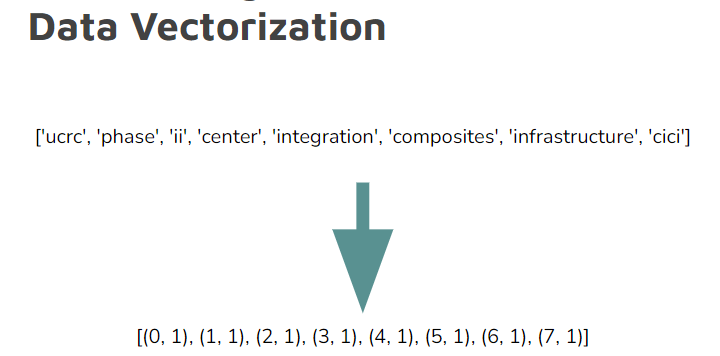 Data Vectorization
['ucrc', 'phase', 'ii', 'center', 'integration', 'composites', 'infrastructure', 'cici']
[(0, 1), (1, 1), (2, 1), (3, 1), (4, 1), (5, 1), (6, 1), (7, 1)]